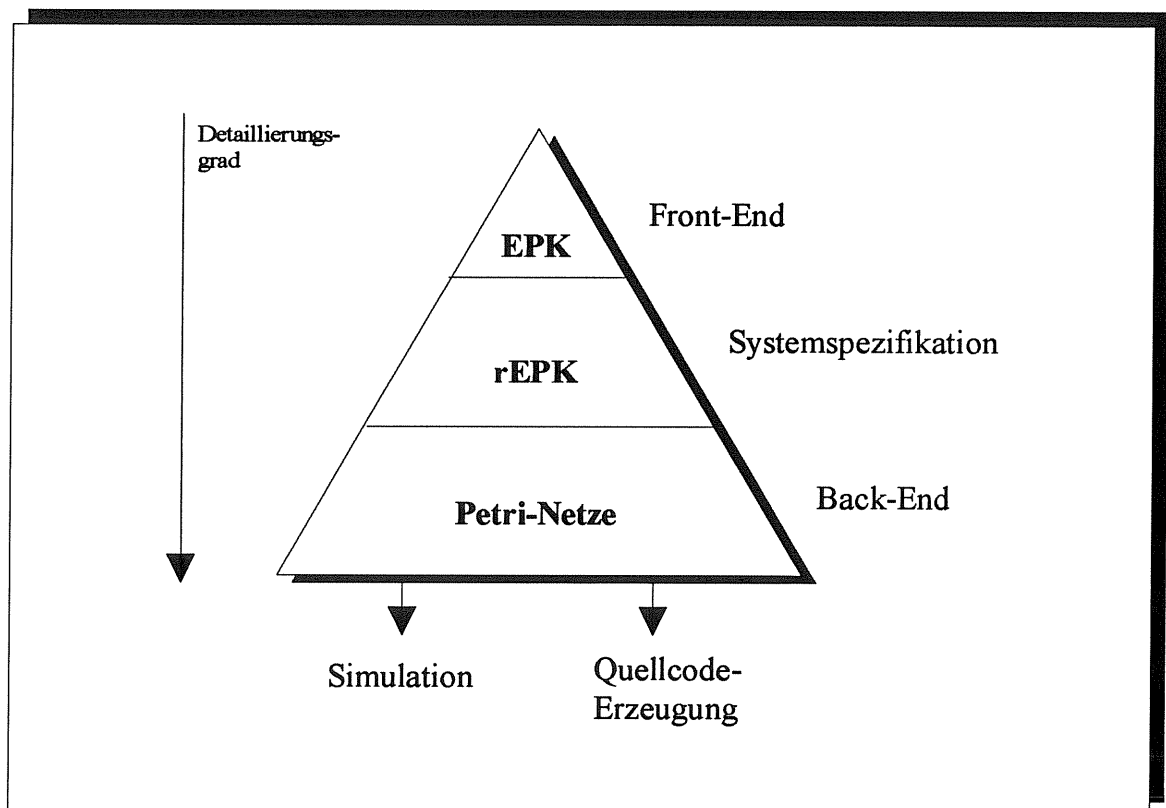 Detaillierungs-
grad
Front-End
EPK
Systemspezifikation
rEPK
Back-End
Petri-Netze
Simulation
Quellcode-
Erzeugung